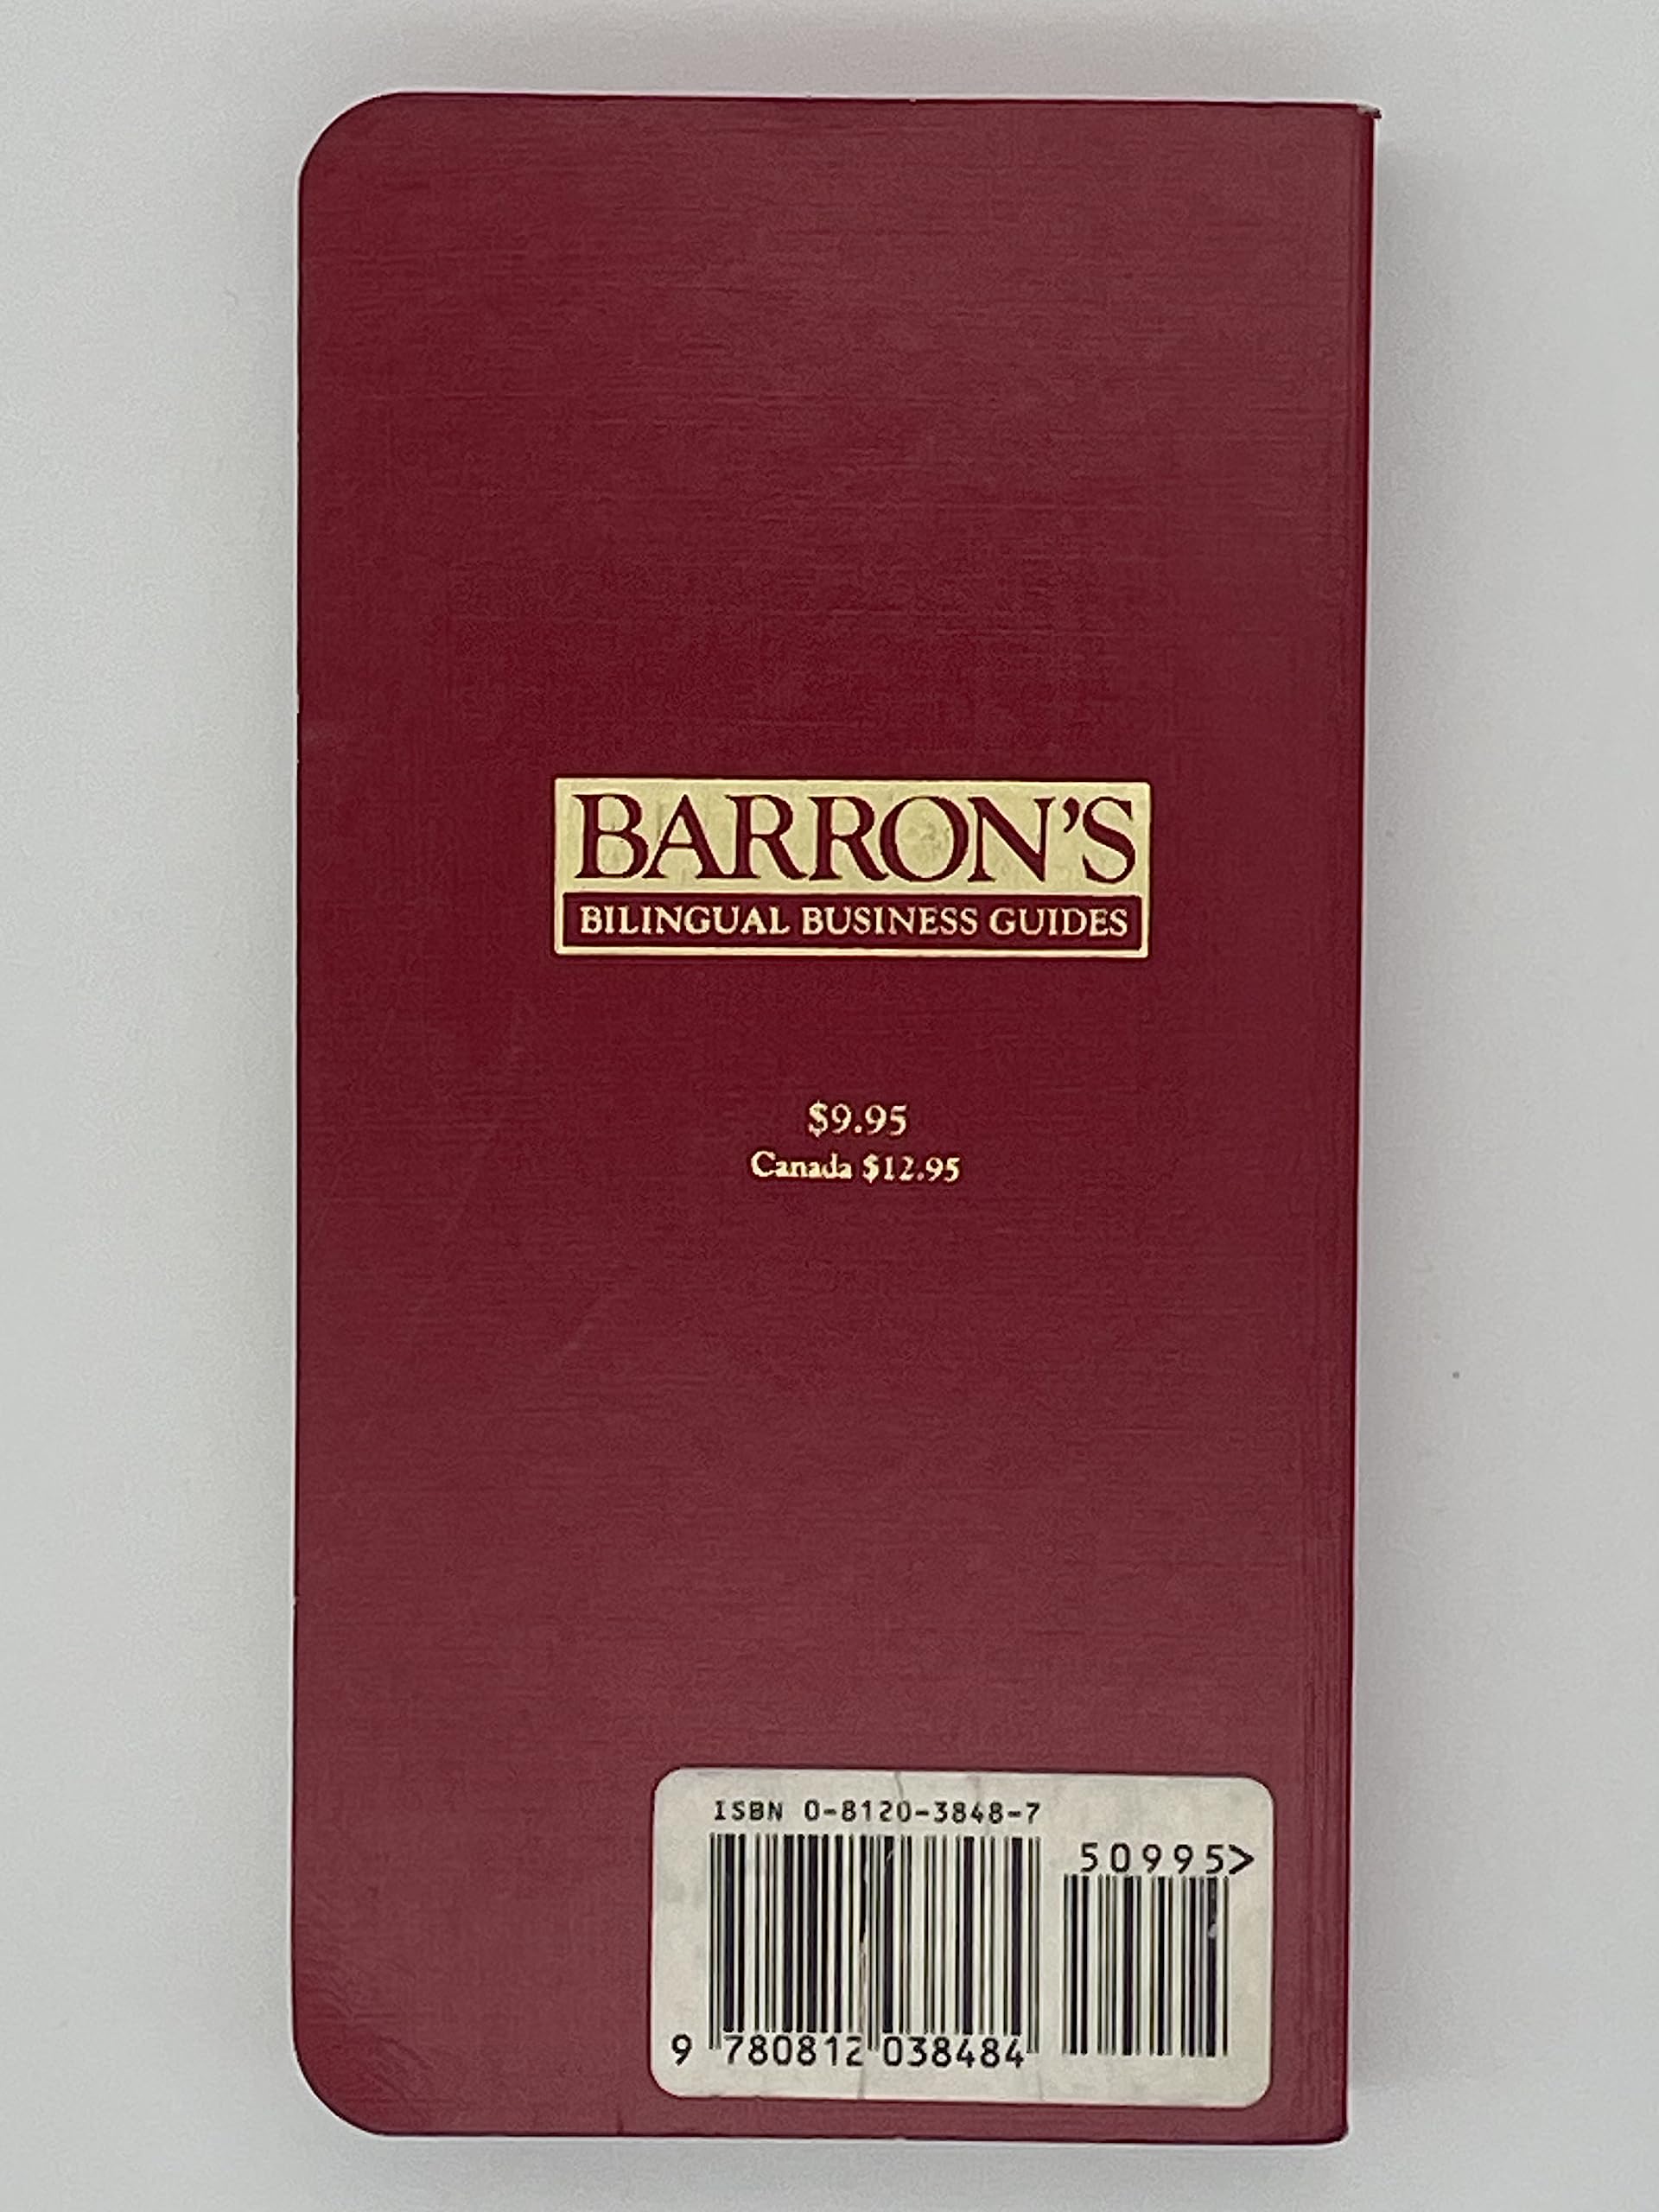 BARRON'S
BILINGUAL BUSINESS GUIDES
$9.95
Canada $12.95
ISBN 0-8120-3848-7
50995>
9 780812 038484